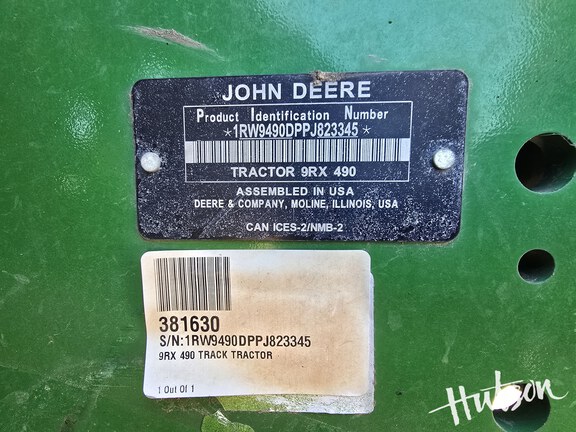 JOHN DEERE
Product Identification Number
*1RW9490DPPJ823345*
TRACTOR 9RX 490
ASSEMBLED IN USA
DEERE & COMPANY, MOLINE, ILLINOIS, USA
CAN ICES-2/NMB-2
381630
S/N:1RW9490DPPJ823345
9RX 490 TRACK TRACTOR
1 Out Of 1
Hutson